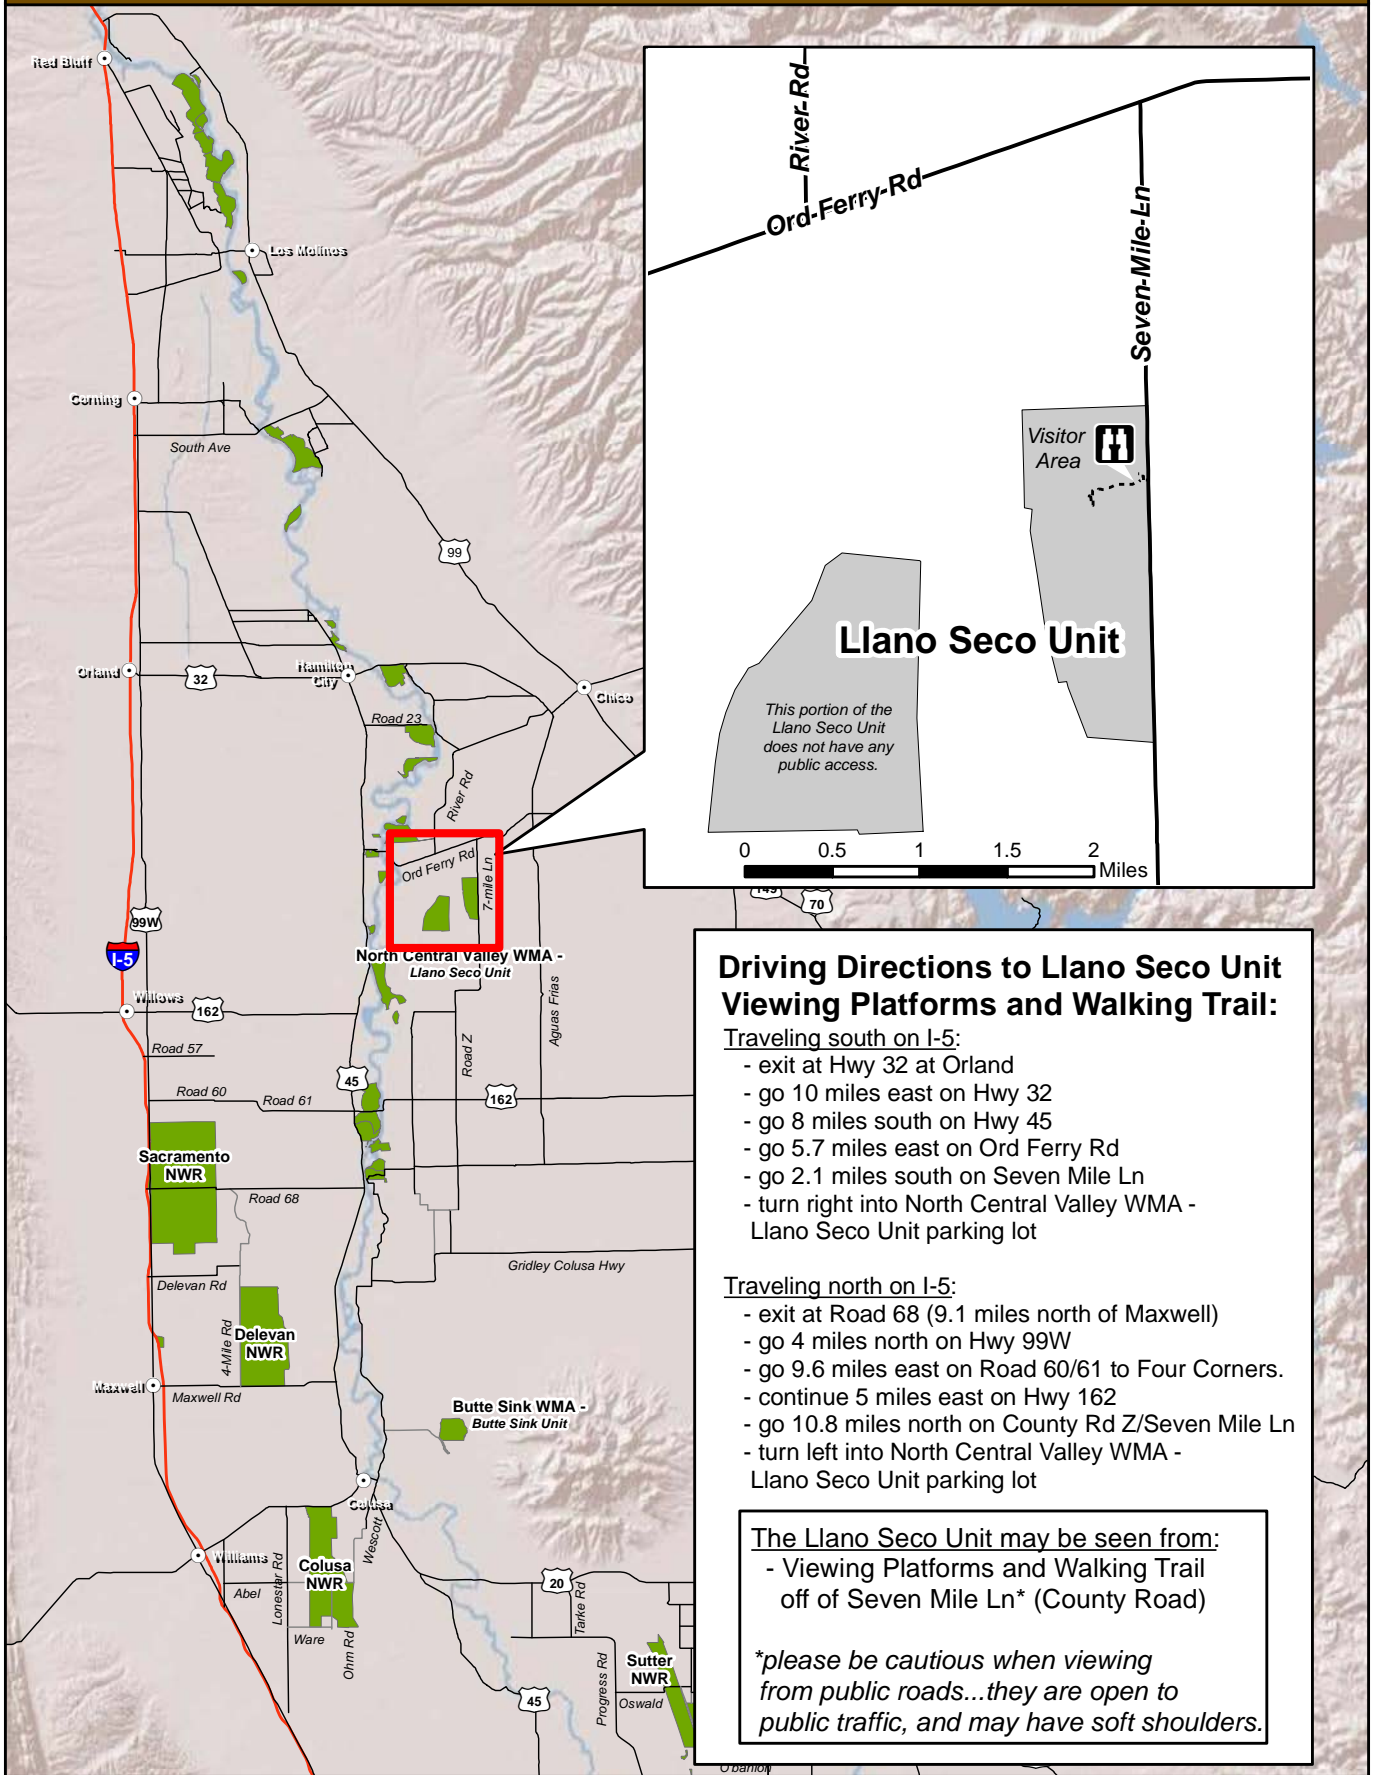 Red Bluff
Los Molinos
Corning
South Ave
99
Orland
32
Hamilton
City
Chico
Road 23
River Rd
Ord Ferry Rd
7-mile Ln
99W
I-5
North Central Valley WMA -
Llano Seco Unit
Willows
162
Road 57
Road Z
Aguas Frias
45
Road 60
Road 61
162
Sacramento
NWR
Road 68
Gridley Colusa Hwy
Delevan Rd
4-Mile Rd
Delevan
NWR
Maxwell
Maxwell Rd
Butte Sink WMA -
Butte Sink Unit
Colusa
Wescott
Williams
Lonestar Rd
Colusa
NWR
Abel
20
Tarke Rd
Ware
Ohm Rd
Progress Rd
Sutter
NWR
Oswald
45
O'banion
149
70
River Rd
Ord Ferry Rd
Seven Mile Ln
Visitor
Area
Llano Seco Unit
This portion of the
Llano Seco Unit
does not have any
public access.
0 0.5 1 1.5 2
Miles
Driving Directions to Llano Seco Unit
Viewing Platforms and Walking Trail:
Traveling south on I-5:
- exit at Hwy 32 at Orland
- go 10 miles east on Hwy 32
- go 8 miles south on Hwy 45
- go 5.7 miles east on Ord Ferry Rd
- go 2.1 miles south on Seven Mile Ln
- turn right into North Central Valley WMA -
Llano Seco Unit parking lot
Traveling north on I-5:
- exit at Road 68 (9.1 miles north of Maxwell)
- go 4 miles north on Hwy 99W
- go 9.6 miles east on Road 60/61 to Four Corners.
- continue 5 miles east on Hwy 162
- go 10.8 miles north on County Rd Z/Seven Mile Ln
- turn left into North Central Valley WMA -
Llano Seco Unit parking lot
The Llano Seco Unit may be seen from:
- Viewing Platforms and Walking Trail
off of Seven Mile Ln* (County Road)
*please be cautious when viewing
from public roads...they are open to
public traffic, and may have soft shoulders.